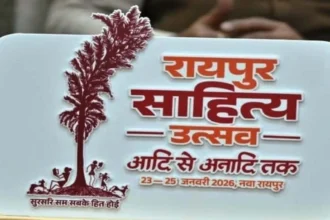 रायपुर
साहित्य
उत्सव
आदि से अनादि तक
23 — 25 जनवरी 2026, नवा रायपुर
सुरसरि सम सबके हित होई